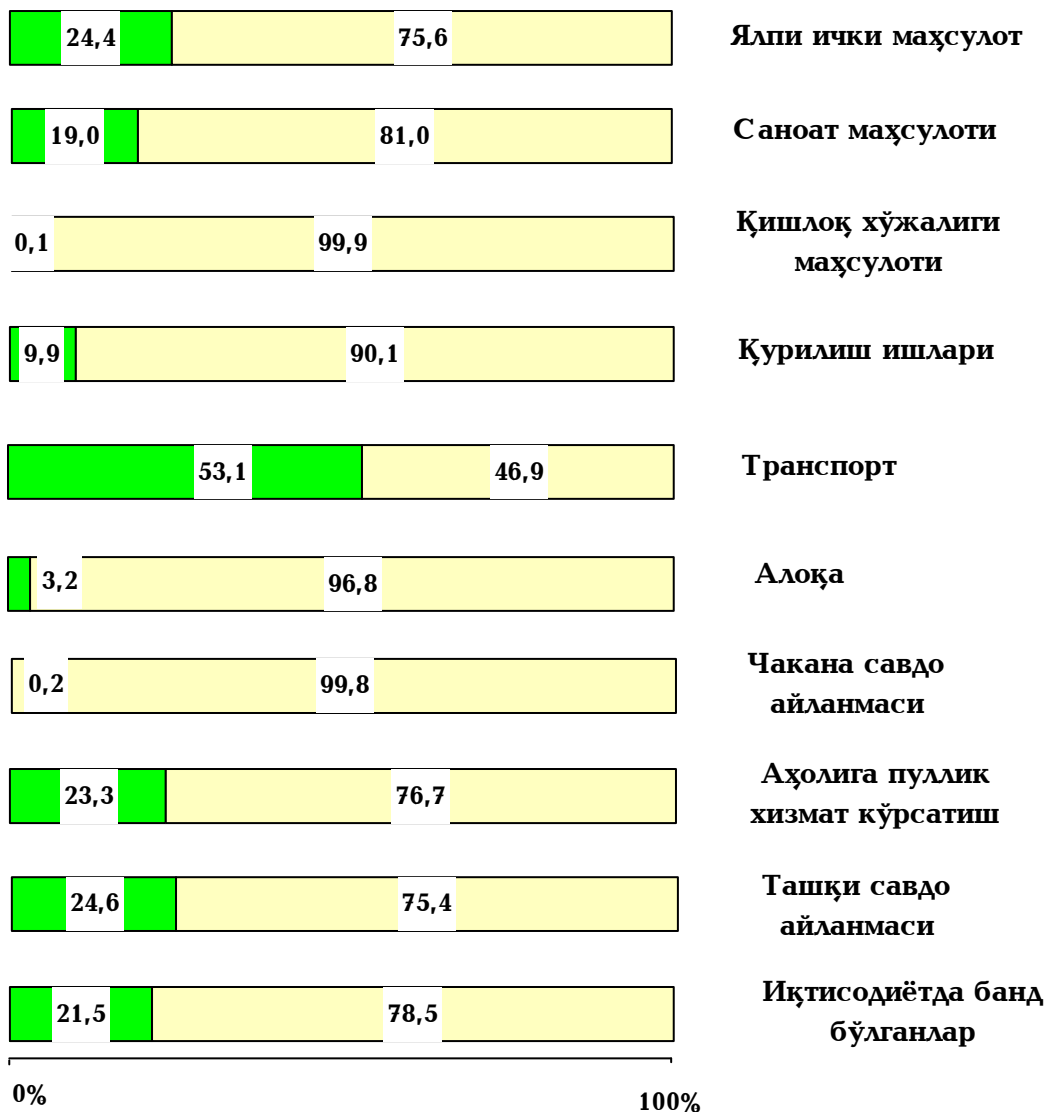 24,4 75,6 Ялпи ички маҳсулот
19,0 81,0 Саноат маҳсулоти
Қишлоқ хўжалиги
0,1 99,9 маҳсулоти
9,9 90,1 Қурилиш ишлари
53,1 46,9 Транспорт
3,2 96,8 Алоқа
Чакана савдо
0,2 99,8 айланмаси
Аҳолига пуллик
23,3 76,7 хизмат кўрсатиш
Ташқи савдо
24,6 75,4 айланмаси
Иқтисодиётда банд
21,5 78,5 бўлганлар
0% 100%